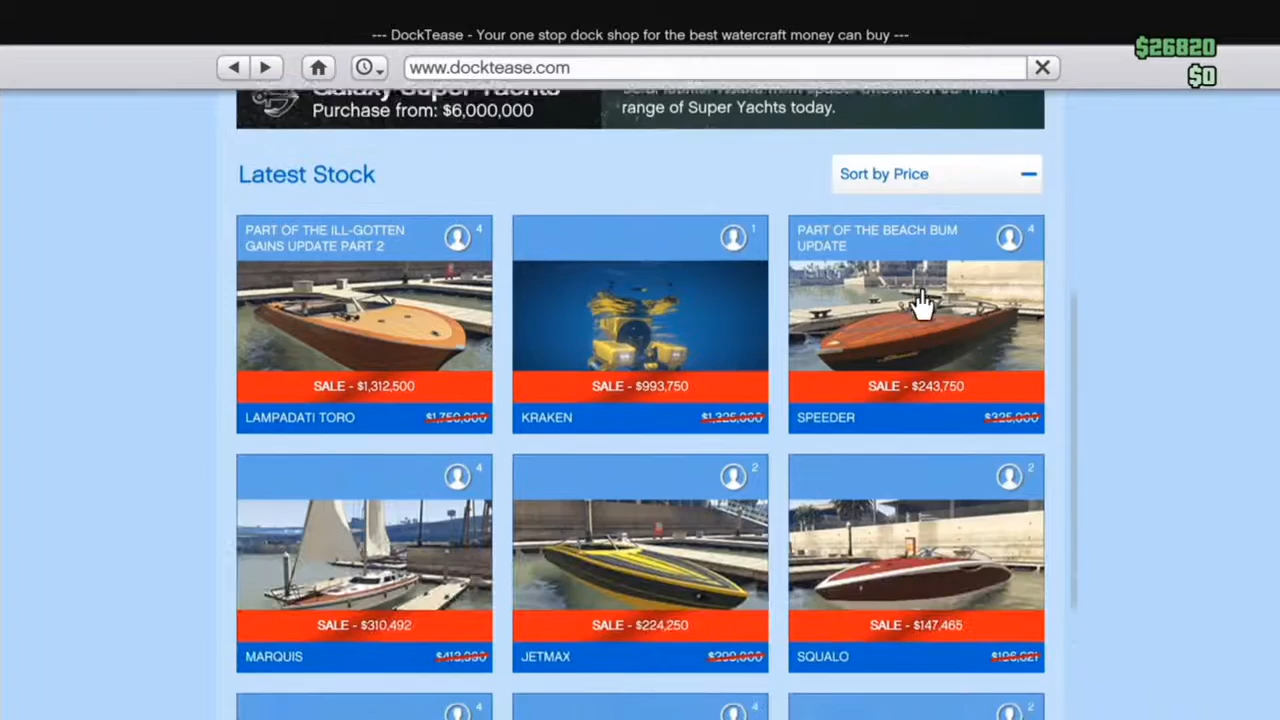 --- DockTease - Your one stop dock shop for the best watercraft money can buy ---
$26820
www.docktease.com
$0
Galaxy Super Yachts
Purchase from: $6,000,000
range of Super Yachts today.
Latest Stock
Sort by Price
PART OF THE ILL-GOTTEN
GAINS UPDATE PART 2
4
SALE - $1,312,500
LAMPADATI TORO $1,750,000
1
SALE - $993,750
KRAKEN $1,325,000
PART OF THE BEACH BUM
UPDATE
4
SALE - $243,750
SPEEDER $325,000
4
SALE - $310,492
MARQUIS $413,990
2
SALE - $224,250
JETMAX $299,000
2
SALE - $147,465
SQUALO $196,621
4
4
2